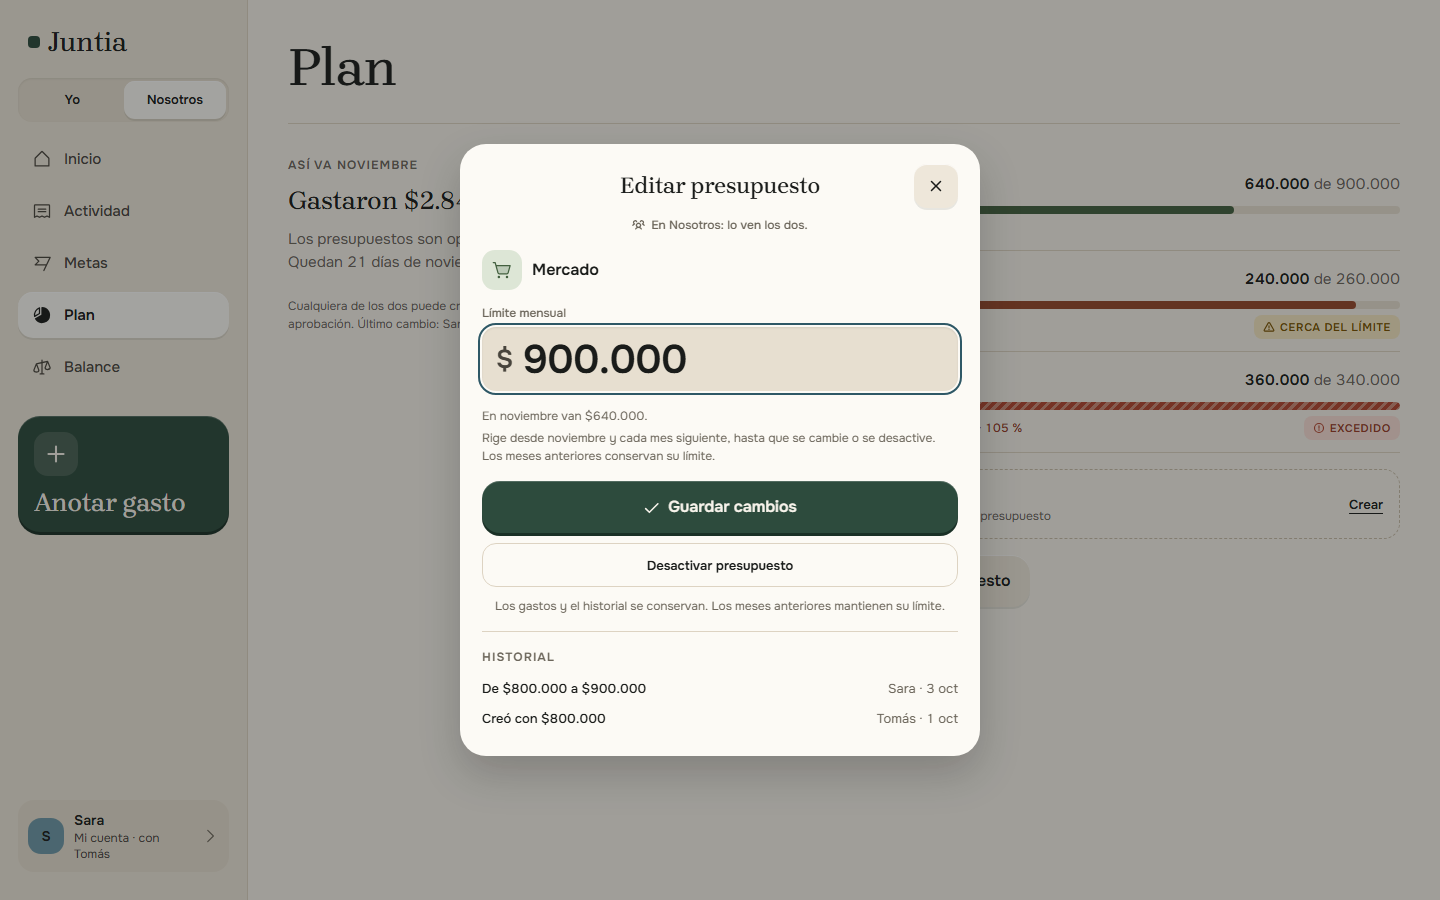 Juntia
Yo
Nosotros
Inicio
Actividad
Metas
Plan
Balance
Anotar gasto
S
Sara
Mi cuenta · con
Tomás
Plan
ASÍ VA NOVIEMBRE
Gastaron $2.84
Los presupuestos son
Quedan 21 días de
Cualquiera de los dos puede
aprobación. Último cambio:
640.000 de 900.000
240.000 de 260.000
CERCA DEL LÍMITE
360.000 de 340.000
105 %
EXCEDIDO
presupuesto
Crear
Editar presupuesto
En Nosotros: lo ven los dos.
Mercado
Límite mensual
$ 900.000
En noviembre van $640.000.
Rige desde noviembre y cada mes siguiente, hasta que se cambie o se desactive.
Los meses anteriores conservan su límite.
Guardar cambios
Desactivar presupuesto
Los gastos y el historial se conservan. Los meses anteriores mantienen su límite.
HISTORIAL
De $800.000 a $900.000
Sara · 3 oct
Creó con $800.000
Tomás · 1 oct